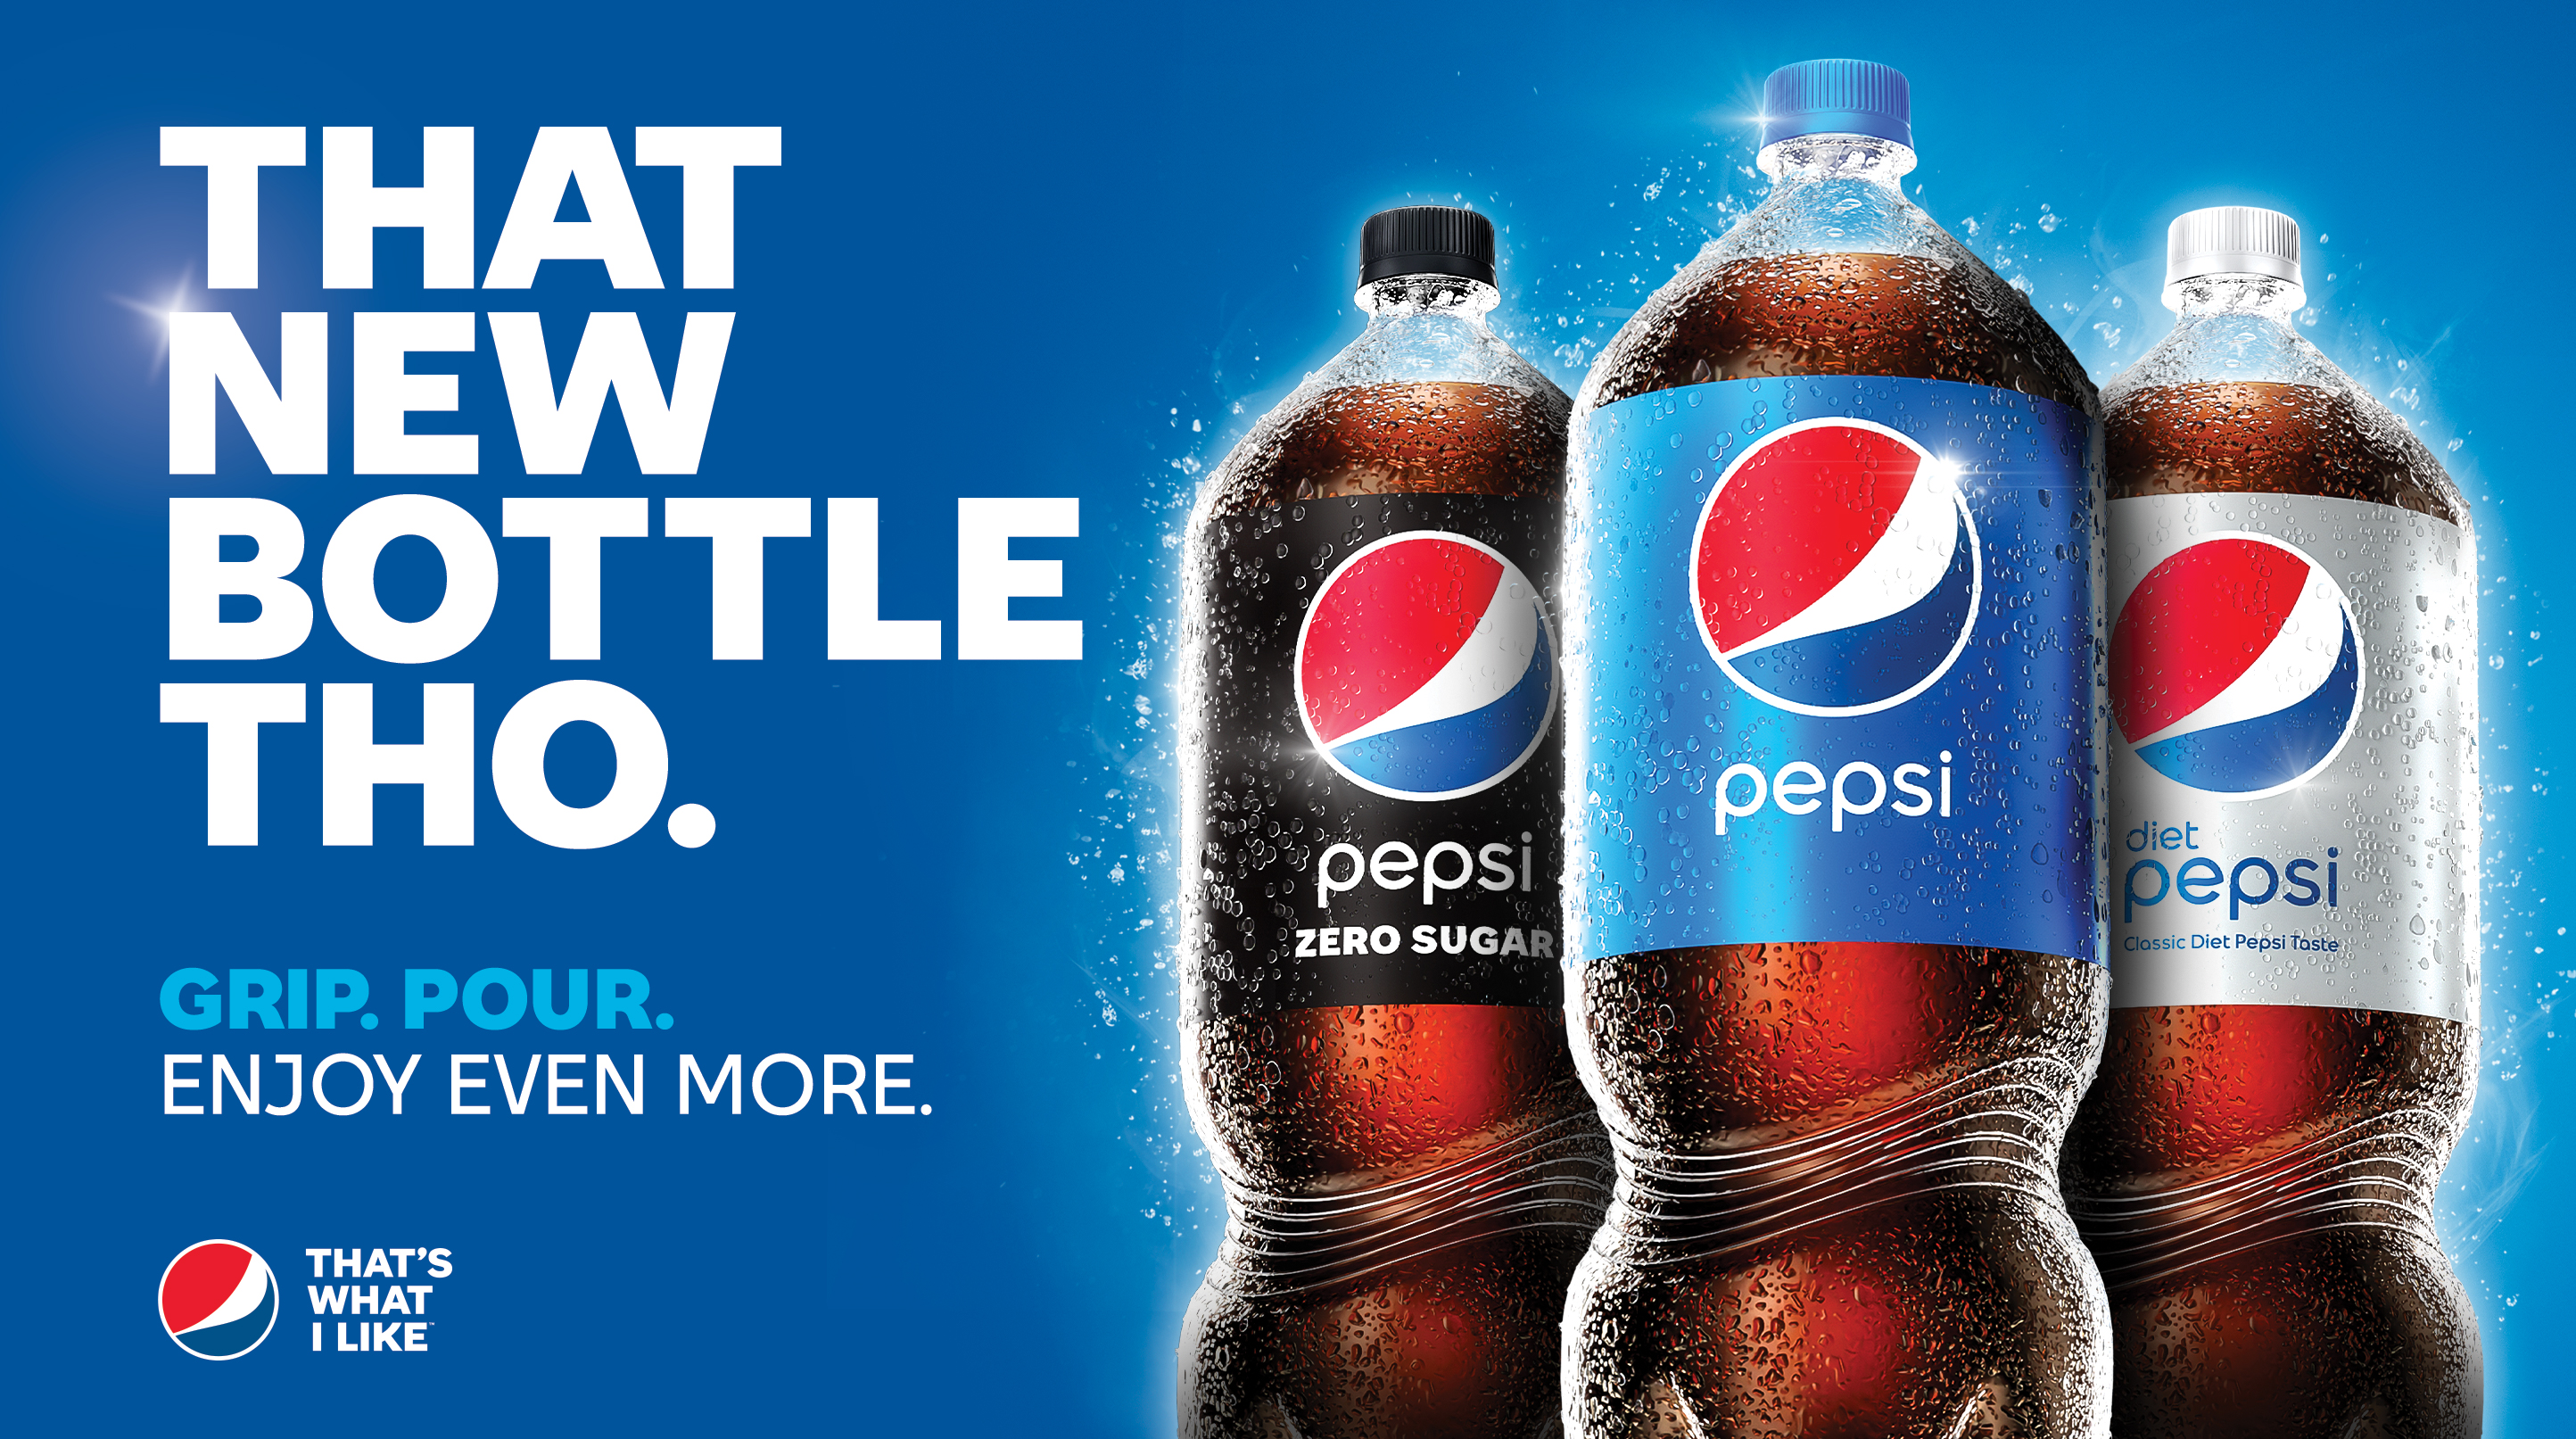 THAT
NEW
BOTTLE
THO.
GRIP. POUR.
ENJOY EVEN MORE.
THAT'S
WHAT
I LIKE™
pepsi
ZERO SUGAR
pepsi
diet
pepsi
Classic Diet Pepsi Taste